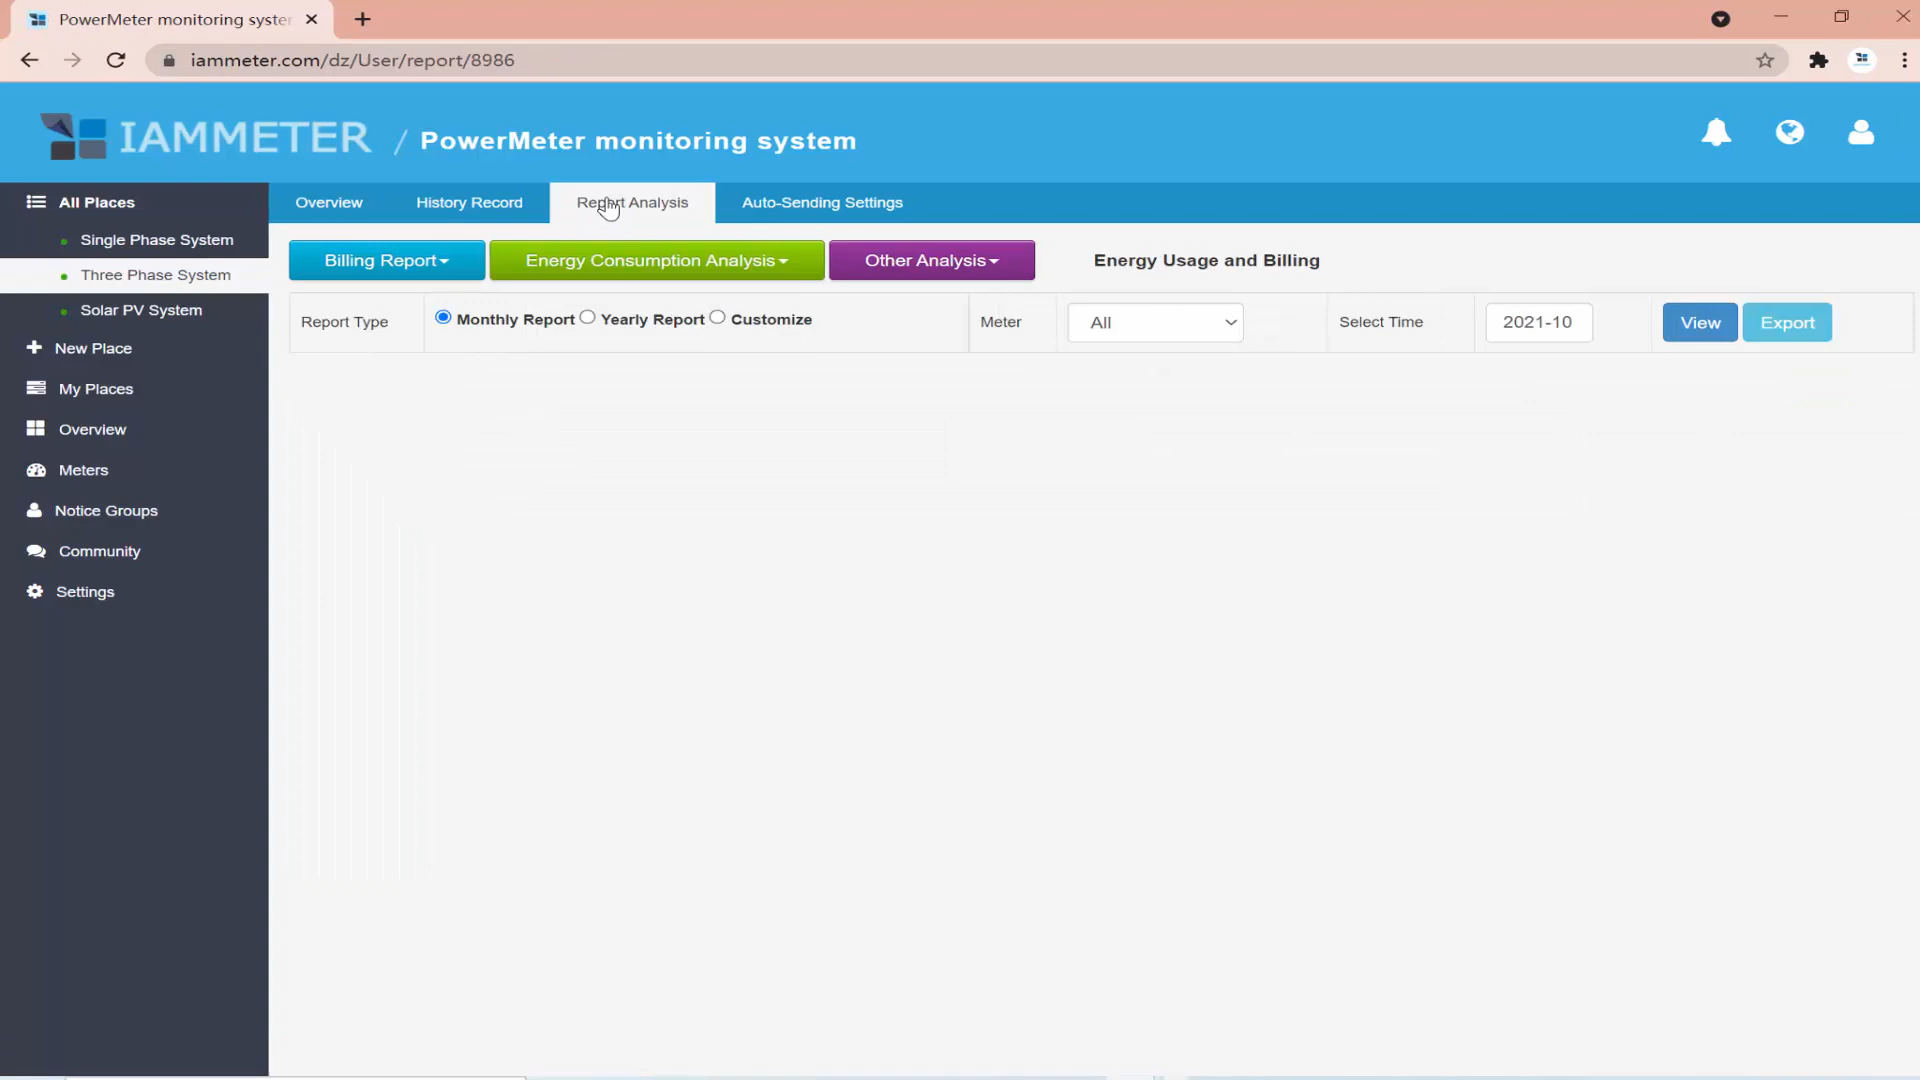 PowerMeter monitoring syste
iammeter.com/dz/User/report/8986
IAMMETER / PowerMeter monitoring system
All Places
Single Phase System
Three Phase System
Solar PV System
New Place
My Places
Overview
Meters
Notice Groups
Community
Settings
Overview History Record Report Analysis Auto-Sending Settings
Billing Report Energy Consumption Analysis Other Analysis Energy Usage and Billing
Report Type Monthly Report Yearly Report Customize Meter All Select Time 2021-10 View Export